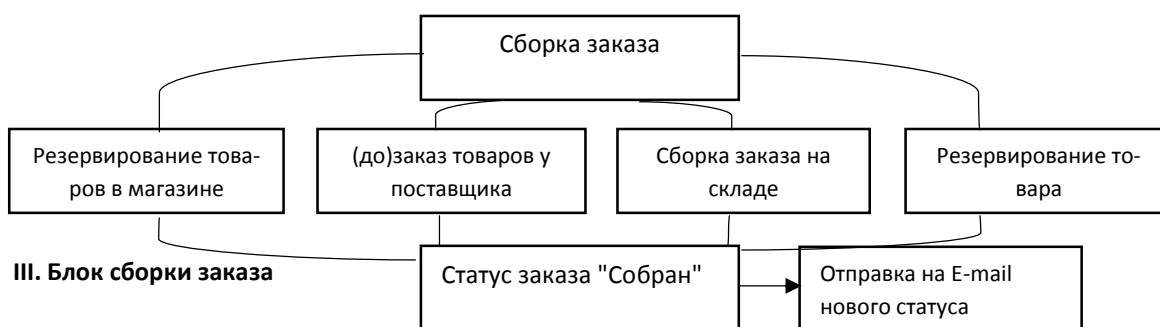 Сборка заказа
Резервирование това-
ров в магазине
(до)заказ товаров у
поставщика
Сборка заказа на
складе
Резервирование то-
вара
III. Блок сборки заказа
Статус заказа "Собран"
Отправка на E-mail
нового статуса